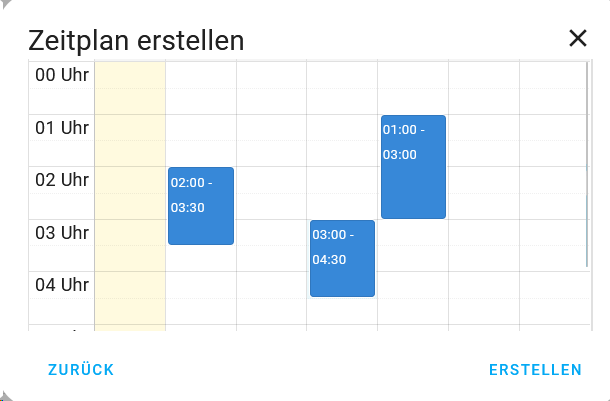 Zeitplan erstellen
00 Uhr
01 Uhr
01:00 -
03:00
02 Uhr
02:00 -
03:30
03 Uhr
03:00 -
04:30
04 Uhr
ZURÜCK
ERSTELLEN